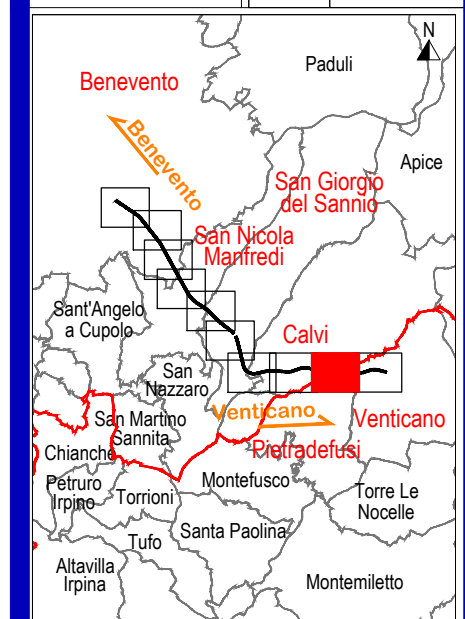 N
Paduli
Benevento
Benevento
Apice
San Giorgio
del Sannio
San Nicola
Manfredi
Sant'Angelo
a Cupolo
Calvi
San
Nazzaro
Venticano
Venticano
San Martino
Sannita
Pietradefusi
Chianche
Petruro
Irpino
Torrioni
Montefusco
Torre Le
Nocelle
Santa Paolina
Tufo
Altavilla
Irpina
Montemiletto